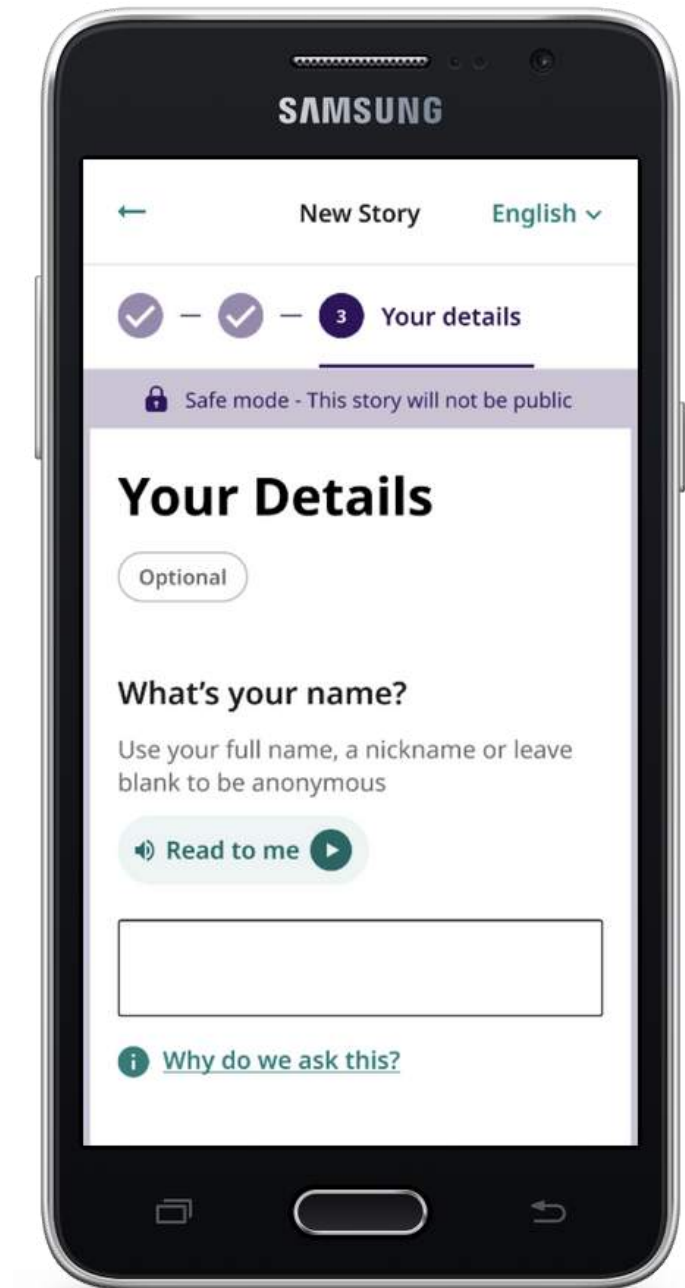 SAMSUNG
New Story
English
3 Your details
Safe mode - This story will not be public
Your Details
Optional
What's your name?
Use your full name, a nickname or leave
blank to be anonymous
Read to me
i Why do we ask this?